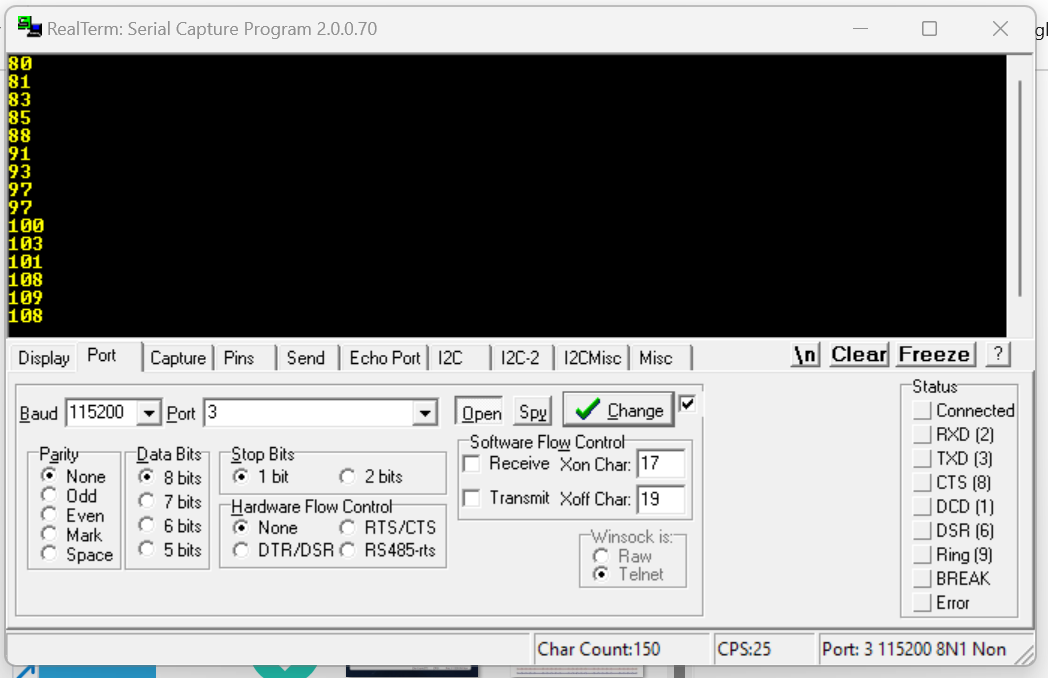 RealTerm: Serial Capture Program 2.0.0.70
80
81
83
85
88
91
93
97
97
100
103
101
108
109
108
Display Port Capture Pins Send Echo Port I2C I2C-2 I2CMisc Misc \n Clear Freeze ?
Baud 115200 Port 3 Open Spy Change
Parity
None
Odd
Even
Mark
Space
Data Bits
8 bits
7 bits
6 bits
5 bits
Stop Bits
1 bit 2 bits
Hardware Flow Control
None RTS/CTS
DTR/DSR RS485-rts
Software Flow Control
Receive Xon Char: 17
Transmit Xoff Char: 19
Winsock is:
Raw
Telnet
Status
Connected
RXD (2)
TXD (3)
CTS (8)
DCD (1)
DSR (6)
Ring (9)
BREAK
Error
Char Count:150 CPS:25 Port: 3 115200 8N1 Non